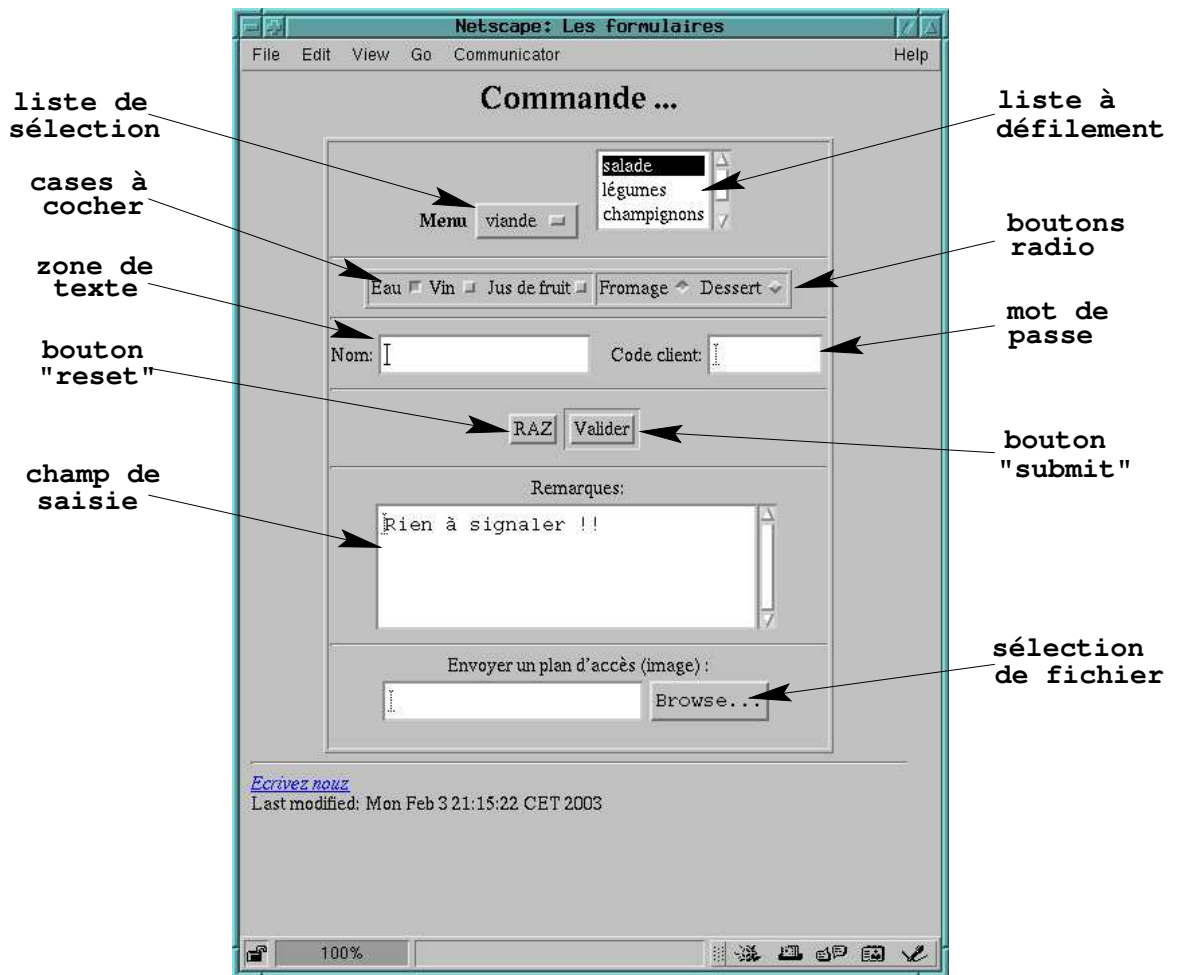 Netscape: Les formulaires
File Edit View Go Communicator Help
Commande ...
liste de
sélection
liste à
défilement
salade
légumes
champignons
cases à
cocher
Menu viande
boutons
radio
zone de
texte
Eau Vin Jus de fruit Fromage Dessert
mot de
passe
Nom: Code client:
bouton
"reset"
RAZ Valider
bouton
"submit"
champ de
saisie
Remarques:
Rien à signaler !!
Envoyer un plan d'accès (image) :
sélection
de fichier
Browse...
Ecrivez nouz
Last modified: Mon Feb 3 21:15:22 CET 2003
100%